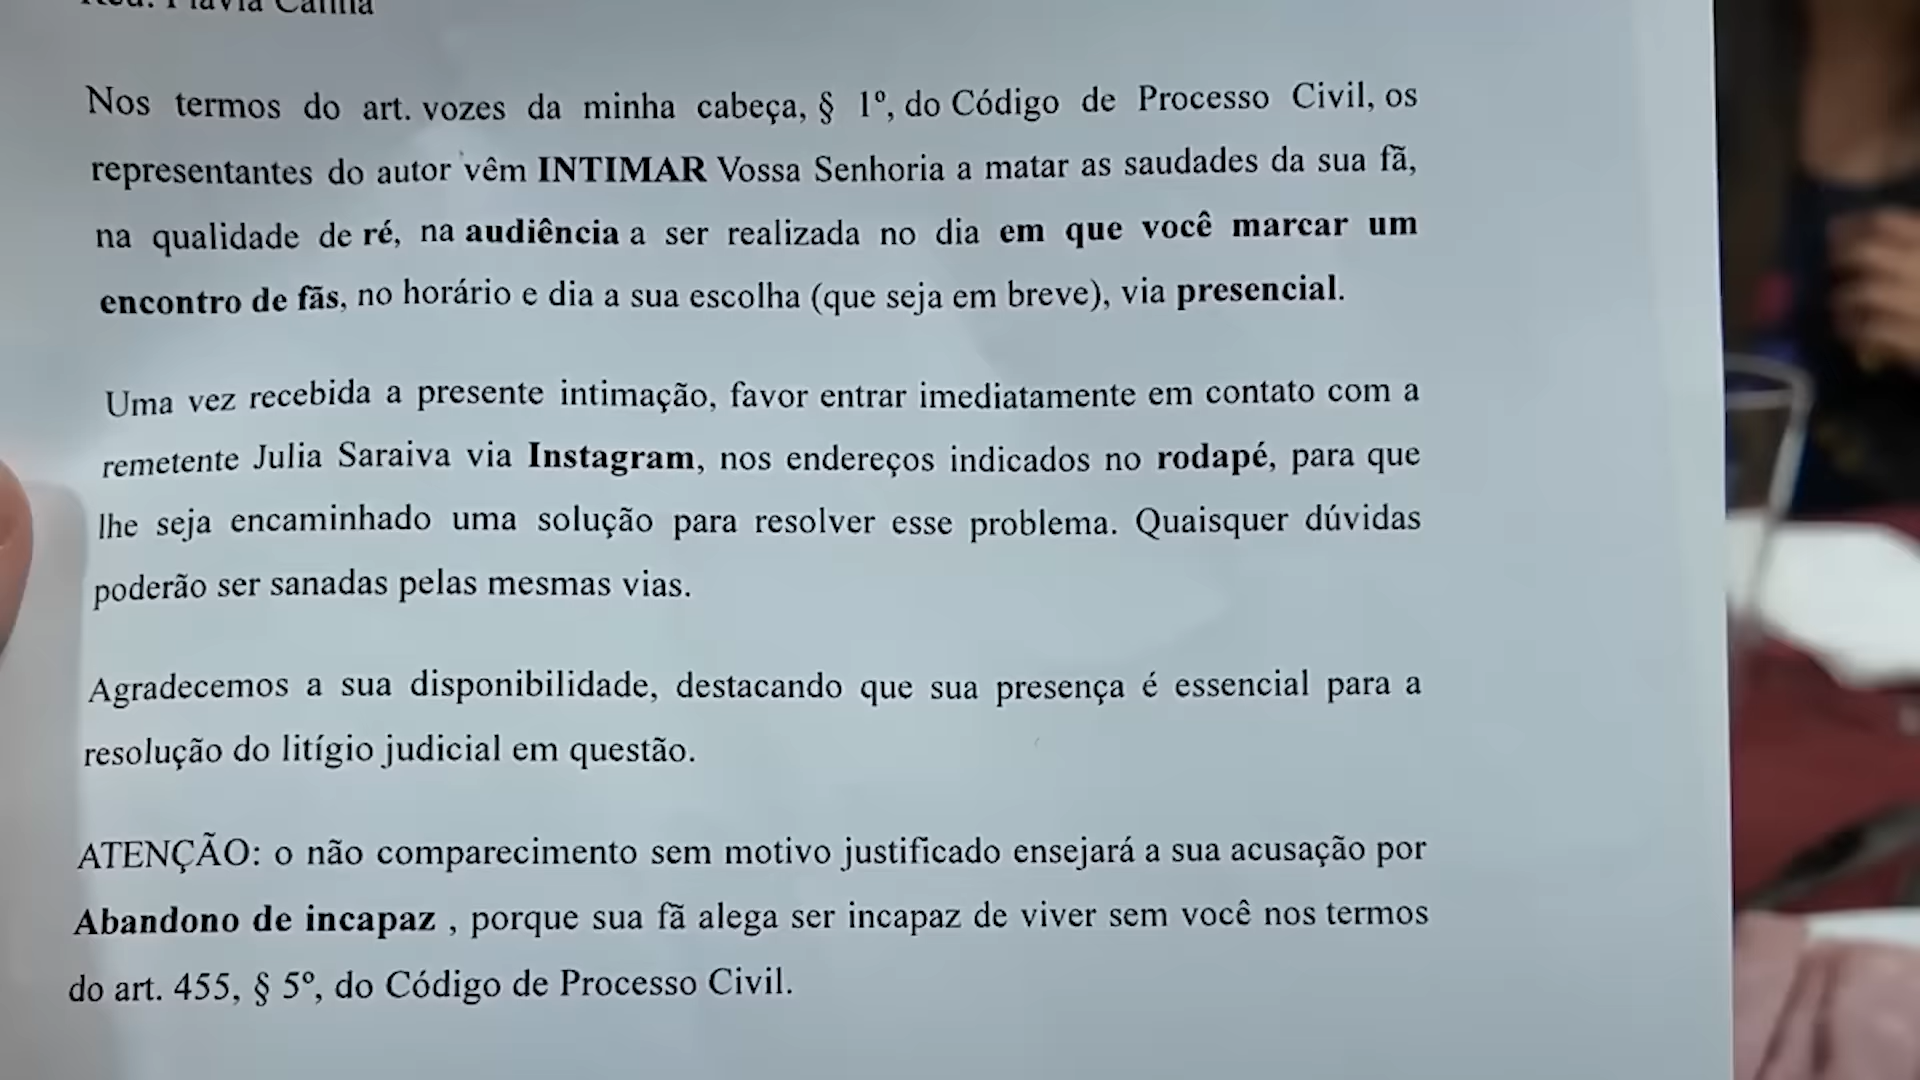 Nos termos do art. vozes da minha cabeça, § 1º, do Código de Processo Civil, os
representantes do autor vêm INTIMAR Vossa Senhoria a matar as saudades da sua fã,
na qualidade de ré, na audiência a ser realizada no dia em que você marcar um
encontro de fãs, no horário e dia a sua escolha (que seja em breve), via presencial.
Uma vez recebida a presente intimação, favor entrar imediatamente em contato com a
remetente Julia Saraiva via Instagram, nos endereços indicados no rodapé, para que
lhe seja encaminhado uma solução para resolver esse problema. Quaisquer dúvidas
poderão ser sanadas pelas mesmas vias.
Agradecemos a sua disponibilidade, destacando que sua presença é essencial para a
resolução do litígio judicial em questão.
ATENÇÃO: o não comparecimento sem motivo justificado ensejará a sua acusação por
Abandono de incapaz , porque sua fã alega ser incapaz de viver sem você nos termos
do art. 455, § 5º, do Código de Processo Civil.